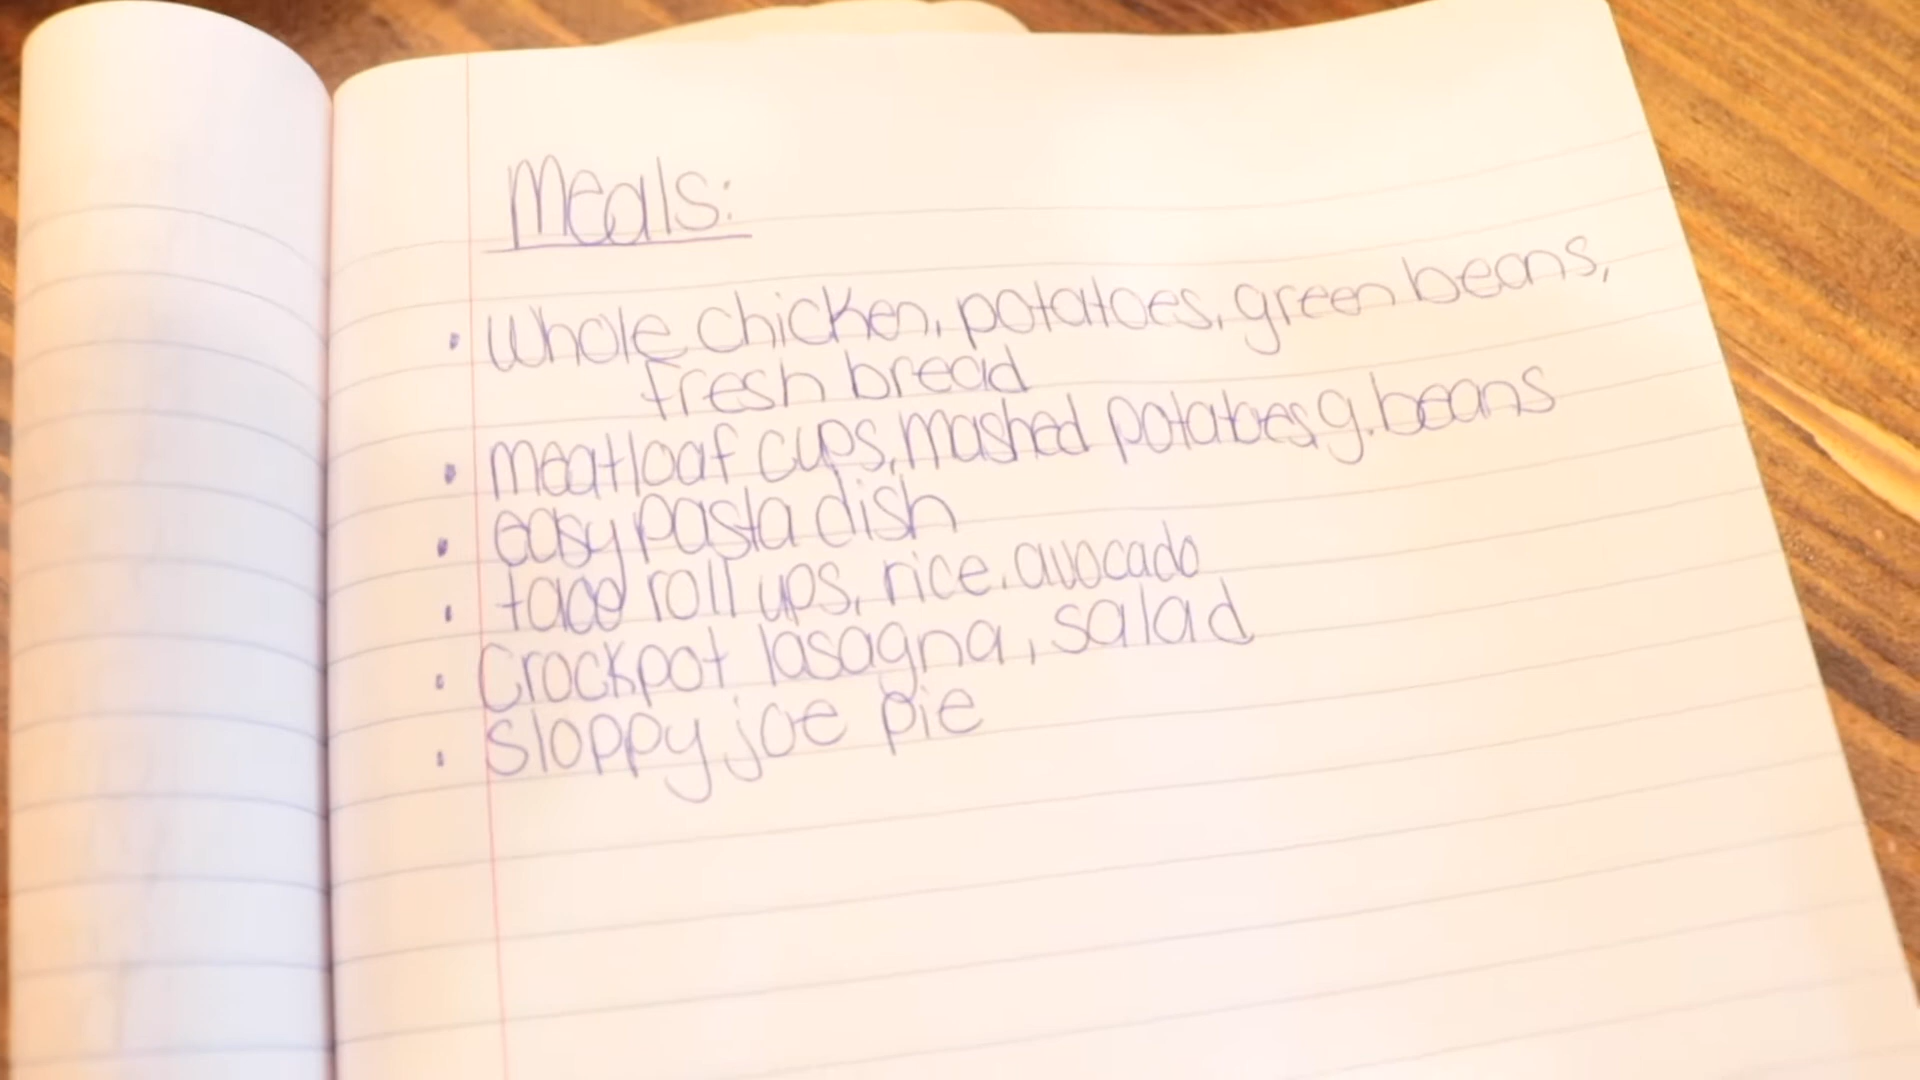 Meals:
• Whole chicken, potatoes, green beans,
fresh bread
• meatloaf cups, mashed potatoes, g. beans
• easy pasta dish
• taco roll ups, rice, avocado
• Crockpot lasagna, salad
• Sloppy joe pie